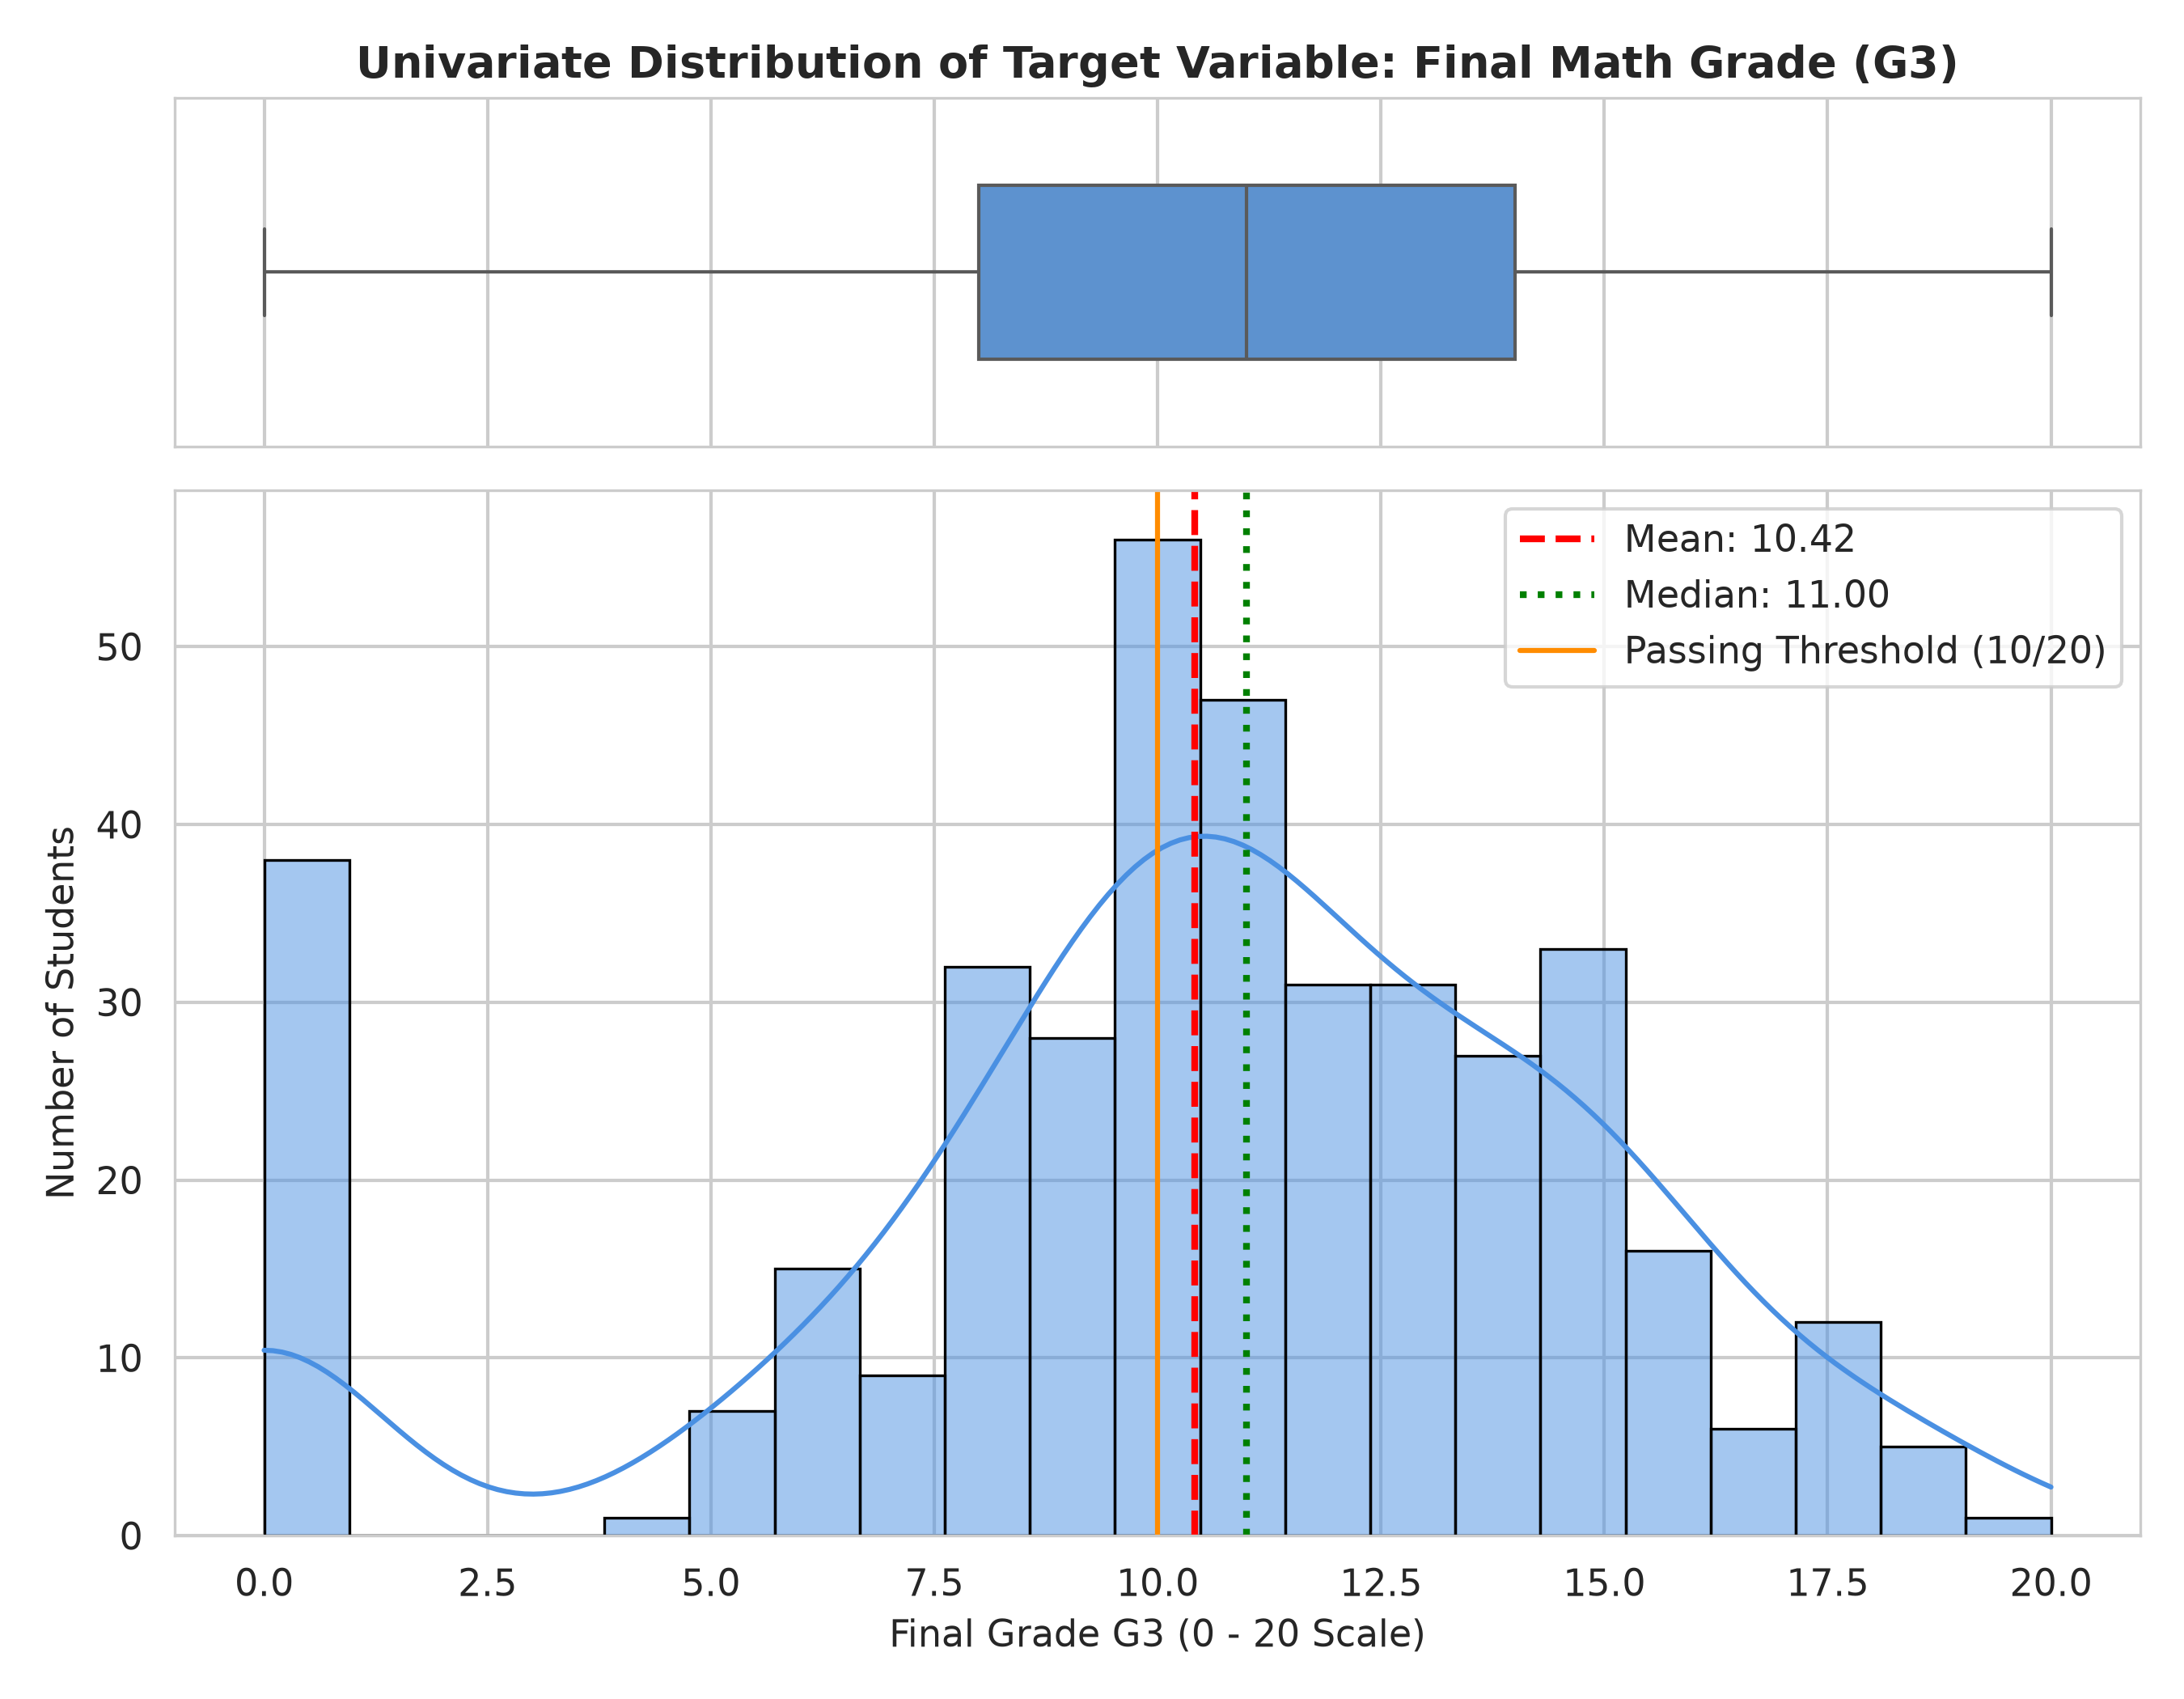 Univariate Distribution of Target Variable: Final Math Grade (G3)
Mean: 10.42
Median: 11.00
Passing Threshold (10/20)
Number of Students
50
40
30
20
10
0
0.0 2.5 5.0 7.5 10.0 12.5 15.0 17.5 20.0
Final Grade G3 (0 - 20 Scale)